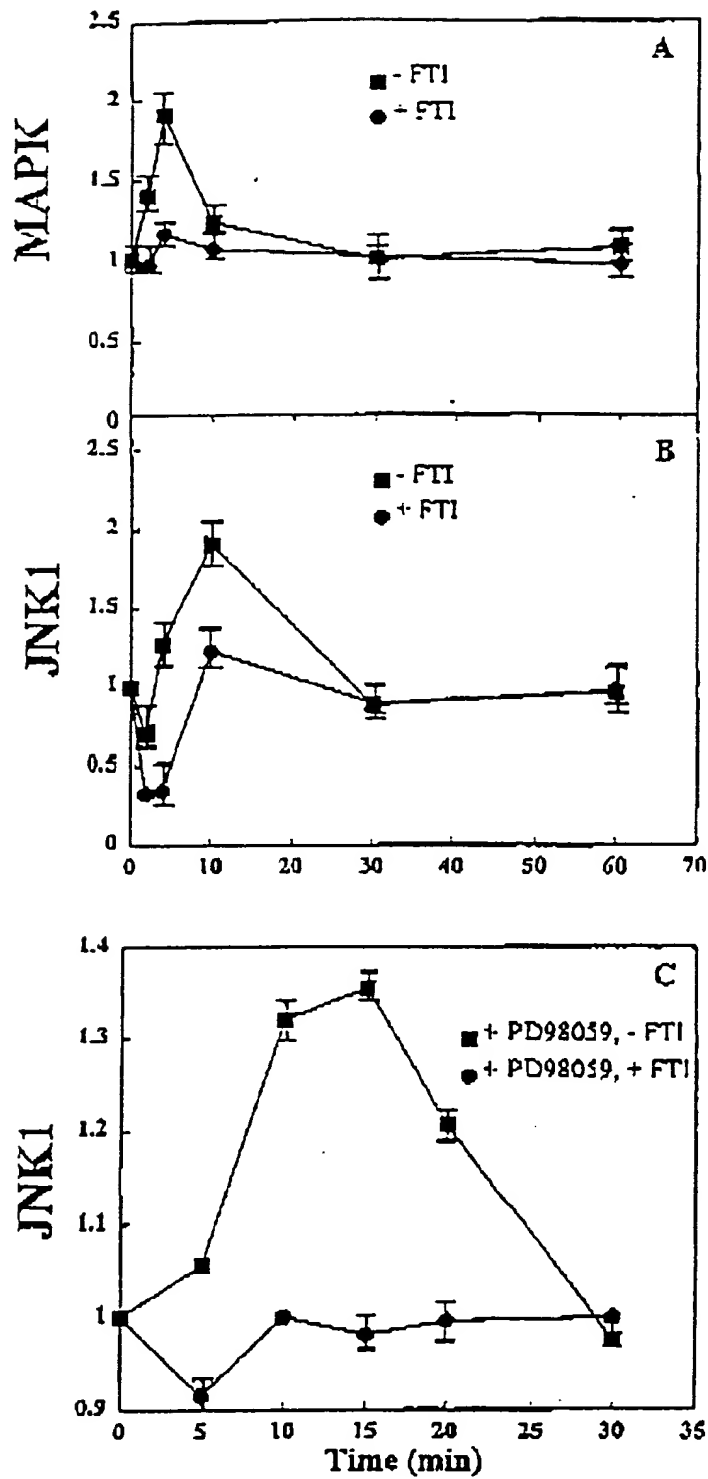 2.5
A
- FTI
+ FTI
2
1.5
MAPK
1
0.5
0
2.5
B
- FTI
+ FTI
2
1.5
JNK1
1
0.5
0
0 10 20 30 40 50 60 70
1.4
C
+ PD98059, - FTI
+ PD98059, + FTI
1.3
1.2
JNK1
1.1
1
0.9
0 5 10 15 20 25 30 35
Time (min)